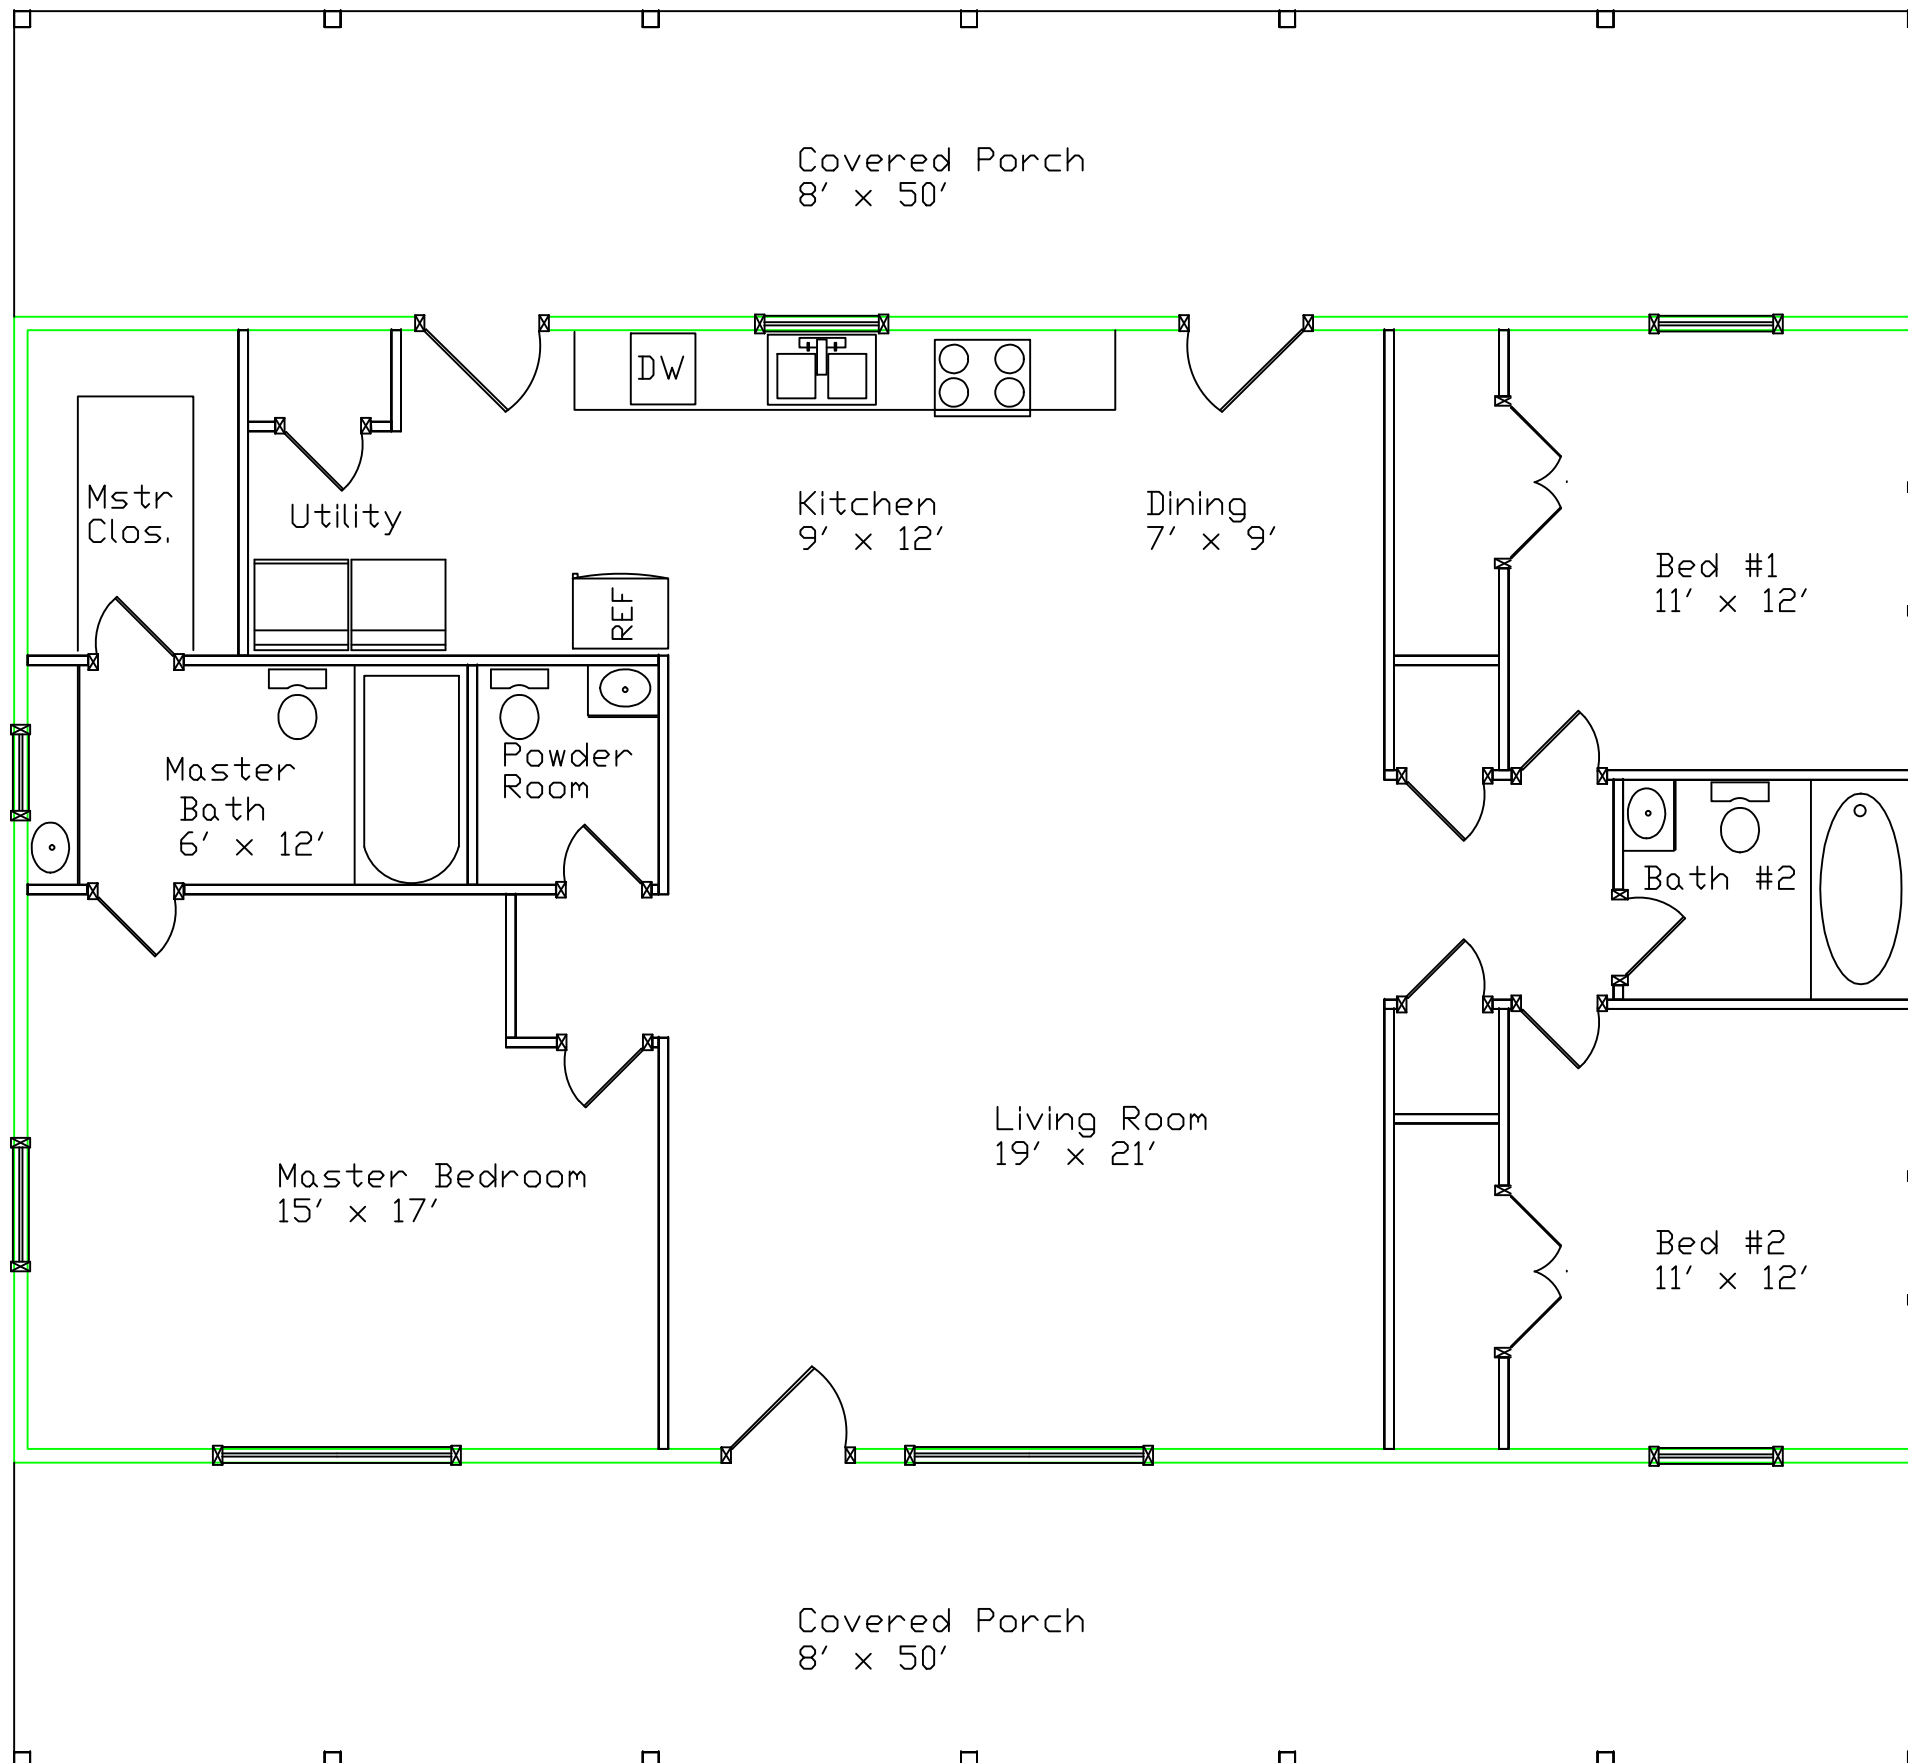 Covered Porch
8' x 50'
DW
Mstr
Clos.
Utility
Kitchen
9' x 12'
Dining
7' x 9'
Bed #1
11' x 12'
REF
Master
Bath
6' x 12'
Powder
Room
Bath #2
Living Room
19' x 21'
Master Bedroom
15' x 17'
Bed #2
11' x 12'
Covered Porch
8' x 50'